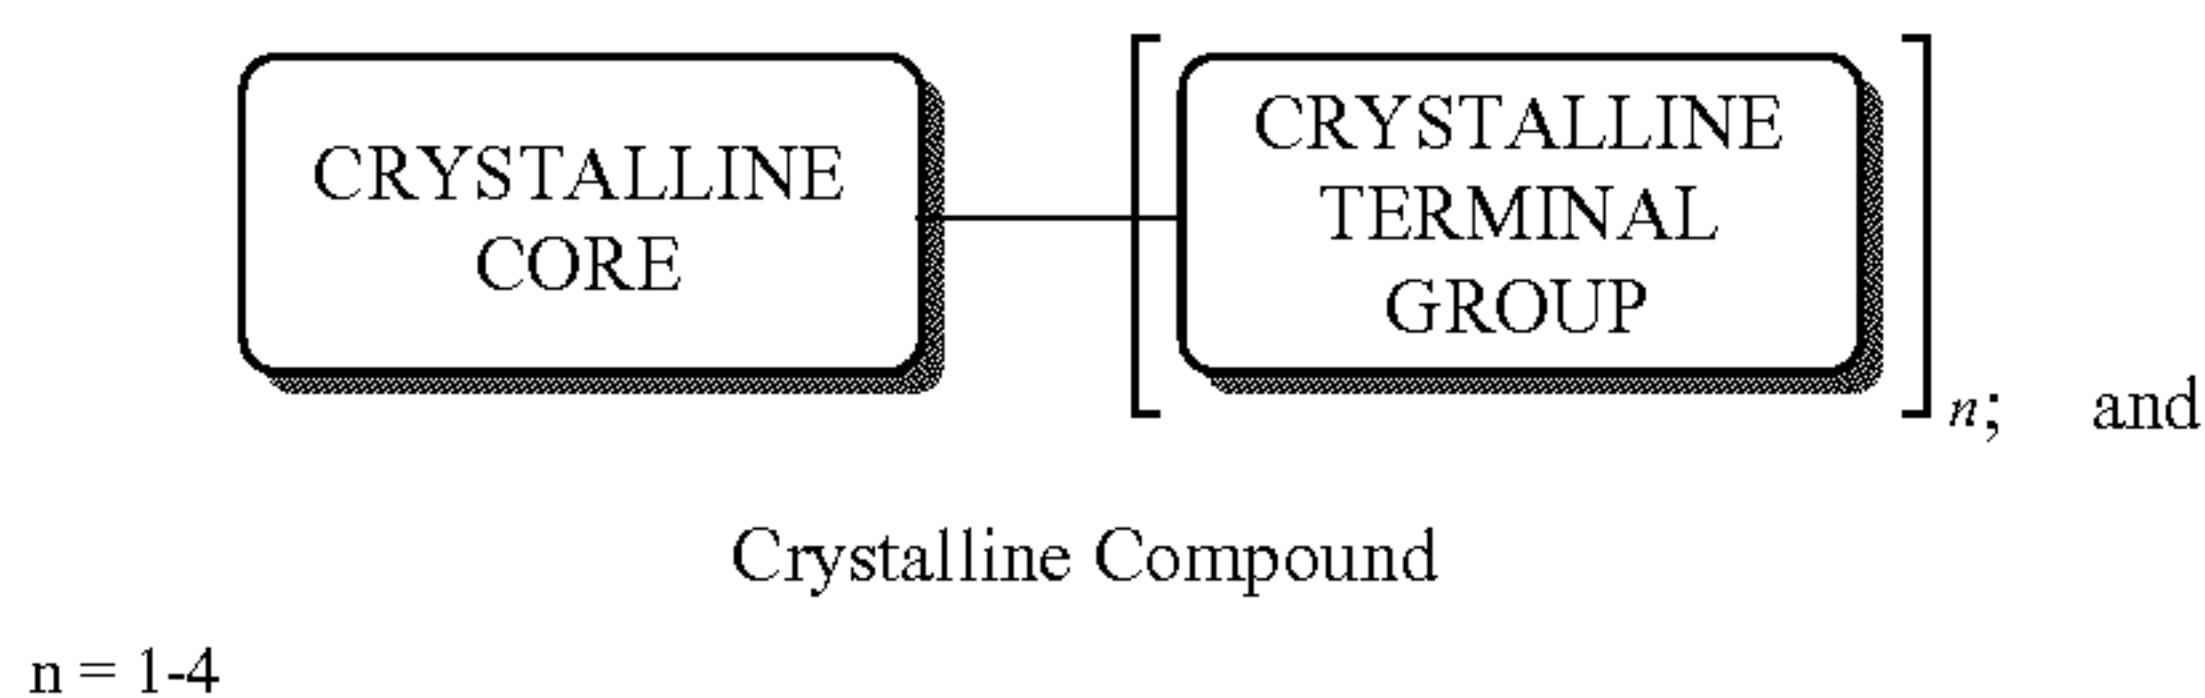 CRYSTALLINE
CORE
CRYSTALLINE
TERMINAL
GROUP
n; and
Crystalline Compound
n = 1-4